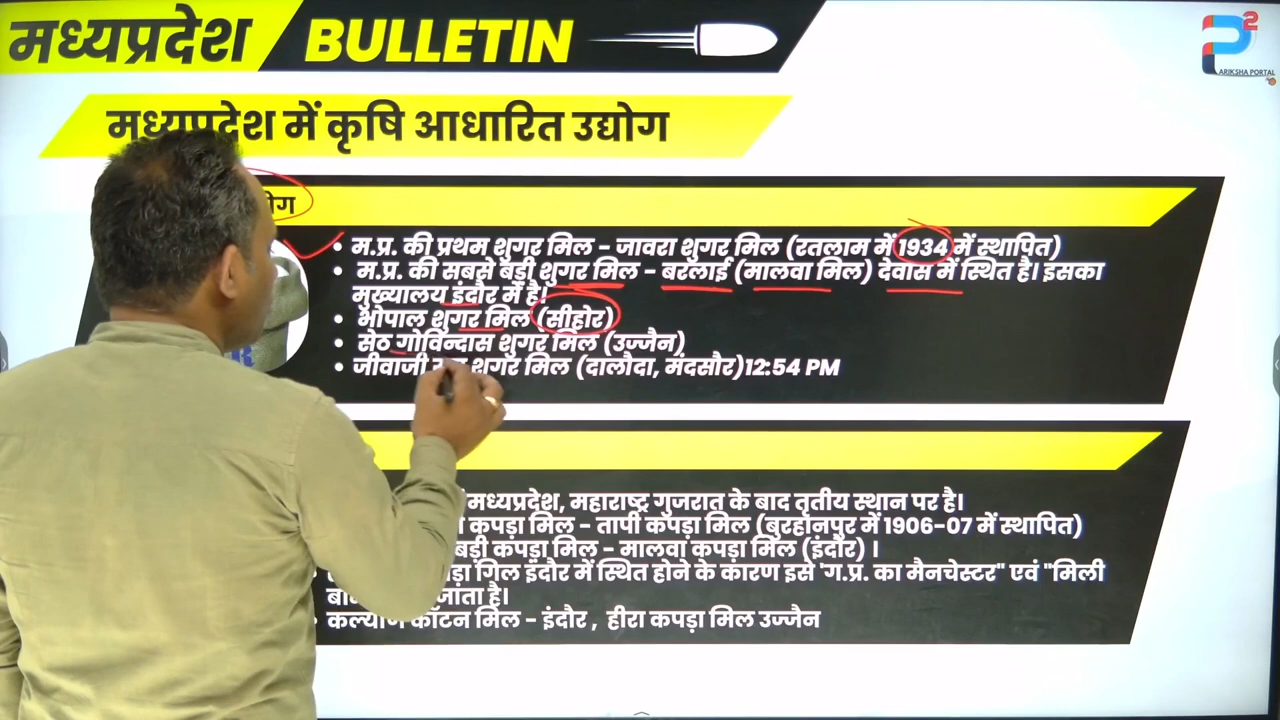 मध्यप्रदेश BULLETIN
2
ARIKSHA PORTAL
मध्यप्रदेश में कृषि आधारित उद्योग
• म.प्र. की प्रथम शुगर मिल - जावरा शुगर मिल (रतलाम में 1934 में स्थापित)
• म.प्र. की सबसे बड़ी शुगर मिल - बरलाई (मालवा मिल) देवास में स्थित है। इसका
मुख्यालय इंदौर में है।
• भोपाल शुगर मिल (सीहोर)
• सेठ गोविन्दास शुगर मिल (उज्जैन)
• जीवाजी शुगर मिल (दालौदा, मंदसौर)12:54 PM
मध्यप्रदेश, महाराष्ट्र गुजरात के बाद तृतीय स्थान पर है।
कपड़ा मिल - तापी कपड़ा मिल (बुरहानपुर में 1906-07 में स्थापित)
बड़ी कपड़ा मिल - मालवा कपड़ा मिल (इंदौर) ।
गिल इंदौर में स्थित होने के कारण इसे 'ग.प्र. का मैनचेस्टर" एवं "मिली
जांता है।
• कल्याण कॉटन मिल - इंदौर , हीरा कपड़ा मिल उज्जैन